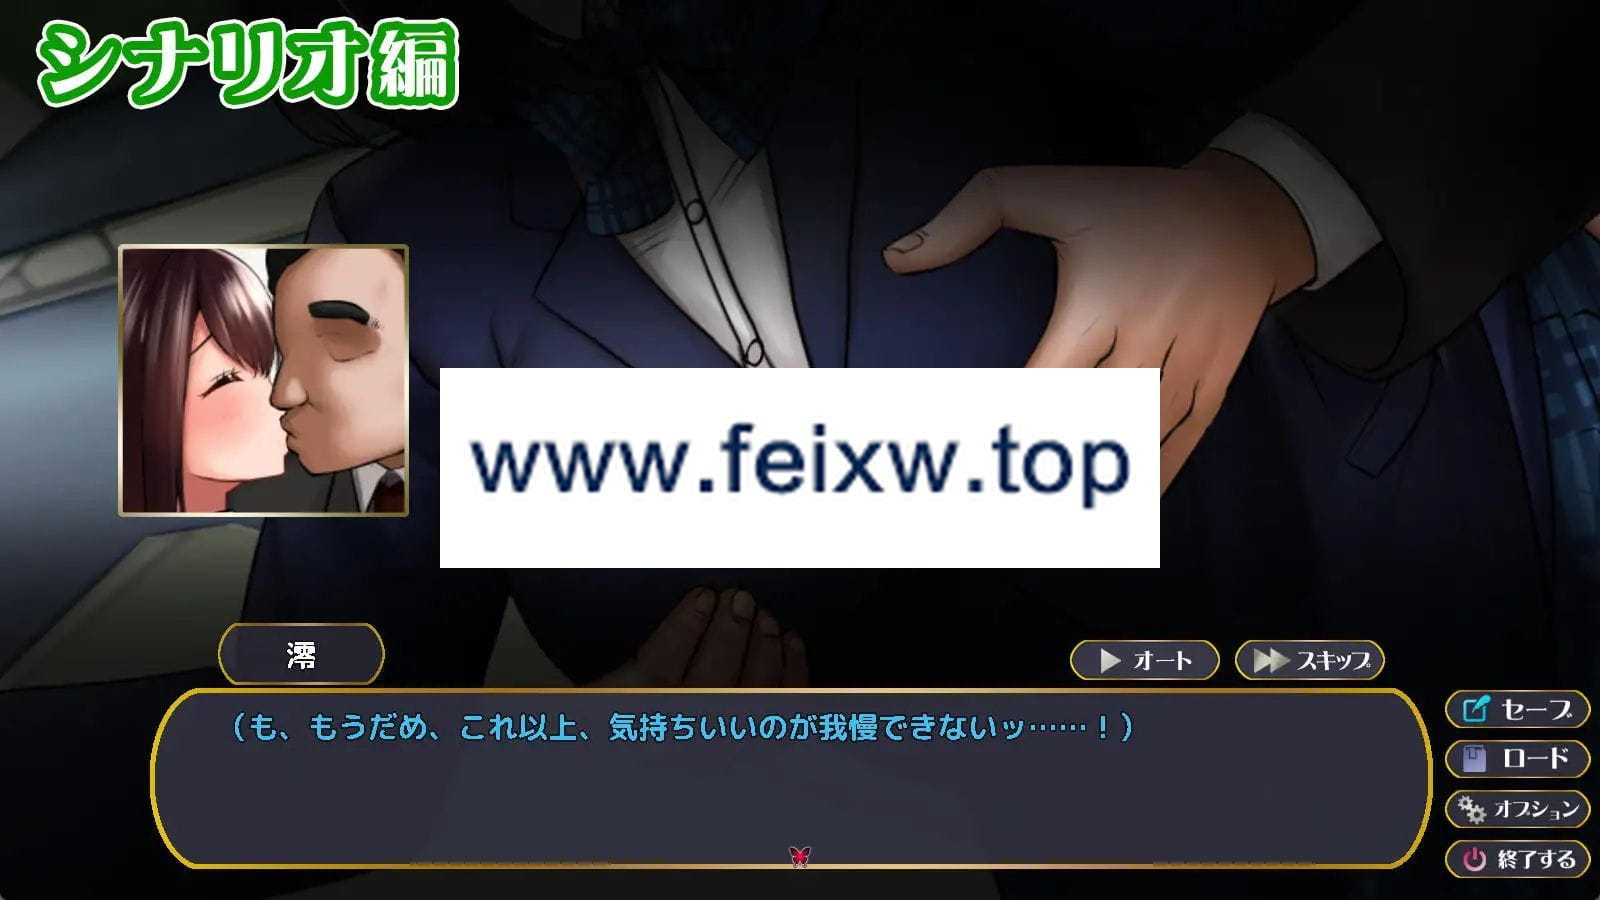 シナリオ編
www.feixw.top
澪
オート
スキップ
（も、もうだめ、これ以上、気持ちいいのが我慢できないッ……！）
セーブ
ロード
オプション
終了する